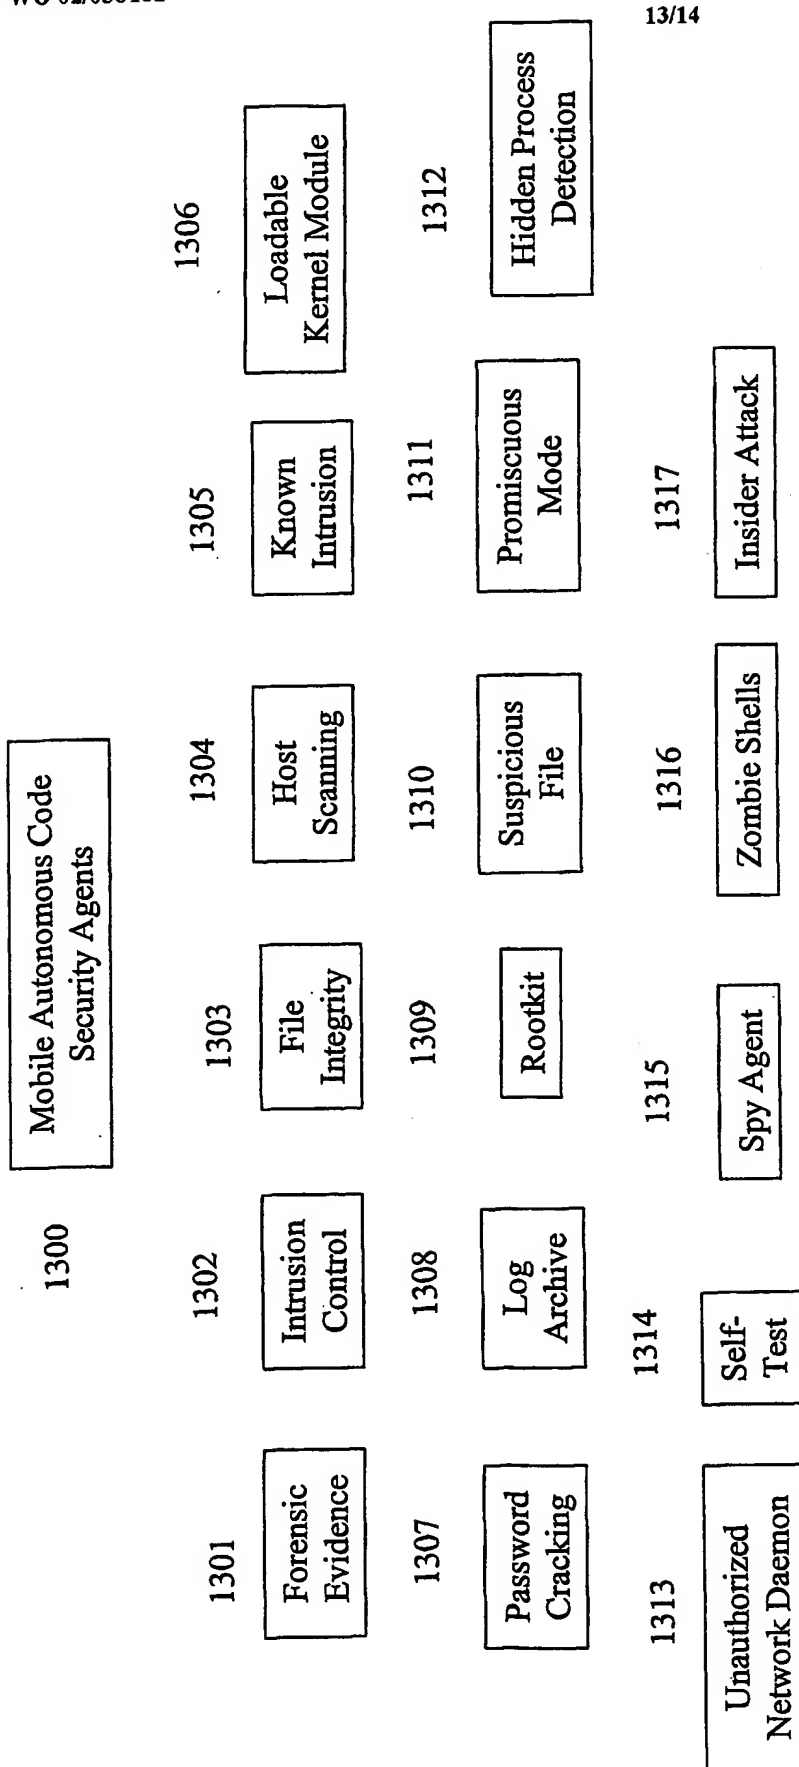 13/14
1300
Mobile Autonomous Code
Security Agents
1301
1302
1303
1304
1305
1306
Forensic
Evidence
Intrusion
Control
File
Integrity
Host
Scanning
Known
Intrusion
Loadable
Kernel Module
1307
1308
1309
1310
1311
1312
Password
Cracking
Log
Archive
Rootkit
Suspicious
File
Promiscuous
Mode
Hidden Process
Detection
1313
1314
1315
1316
1317
Unauthorized
Network Daemon
Self-
Test
Spy Agent
Zombie Shells
Insider Attack